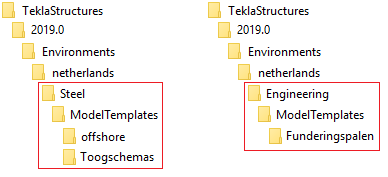 TeklaStructures
2019.0
Environments
netherlands
Steel
ModelTemplates
offshore
Toogschemas
TeklaStructures
2019.0
Environments
netherlands
Engineering
ModelTemplates
Funderingspalen